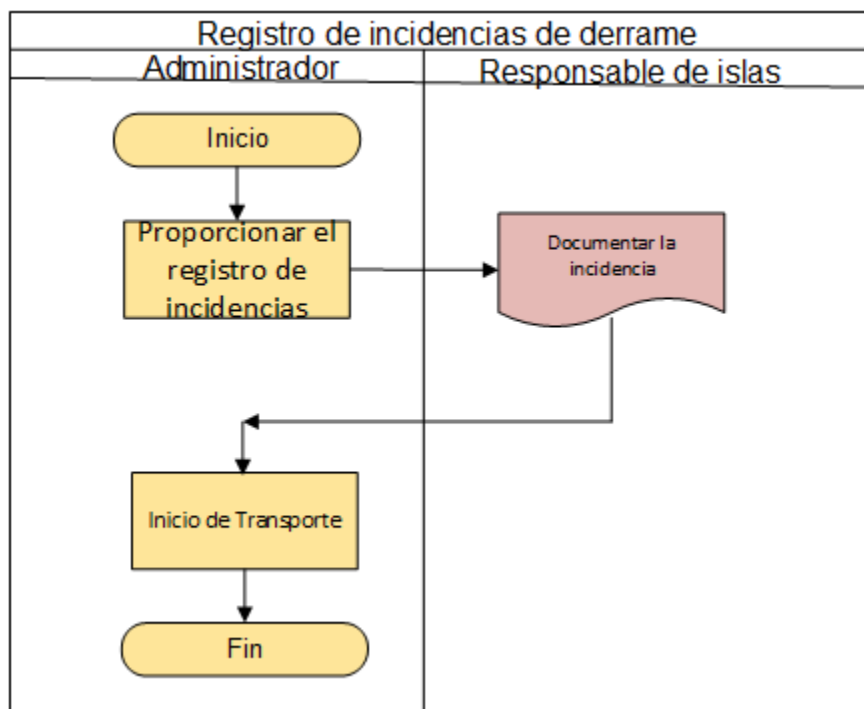 Registro de incidencias de derrame
Administrador
Responsable de islas
Inicio
Proporcionar el
registro de
incidencias
Documentar la
incidencia
Inicio de Transporte
Fin